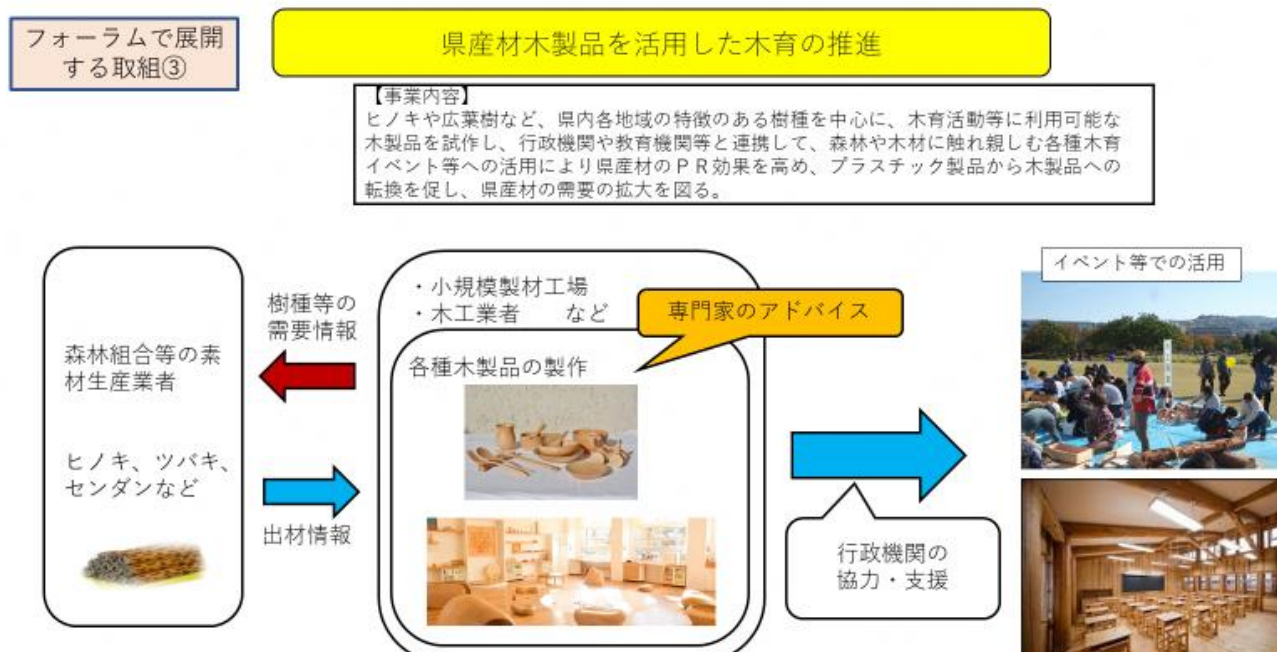 フォーラムで展開
する取組③
県産材木製品を活用した木育の推進
【事業内容】
ヒノキや広葉樹など、県内各地域の特徴のある樹種を中心に、木育活動等に利用可能な
木製品を試作し、行政機関や教育機関等と連携して、森林や木材に触れ親しむ各種木育
イベント等への活用により県産材のＰＲ効果を高め、プラスチック製品から木製品への
転換を促し、県産材の需要の拡大を図る。
森林組合等の素
材生産業者
ヒノキ、ツバキ、
センダンなど
樹種等の
需要情報
出材情報
・小規模製材工場
・木工業者　　など
専門家のアドバイス
各種木製品の製作
行政機関の
協力・支援
イベント等での活用